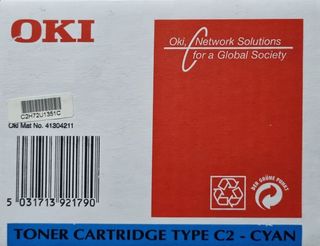 OKI
Oki, Network Solutions
for a Global Society
C2H72U1351C
Oki Mat No. 41304211
5 031713 921790
DER GRÜNE PUNKT
TONER CARTRIDGE TYPE C2 - CYAN